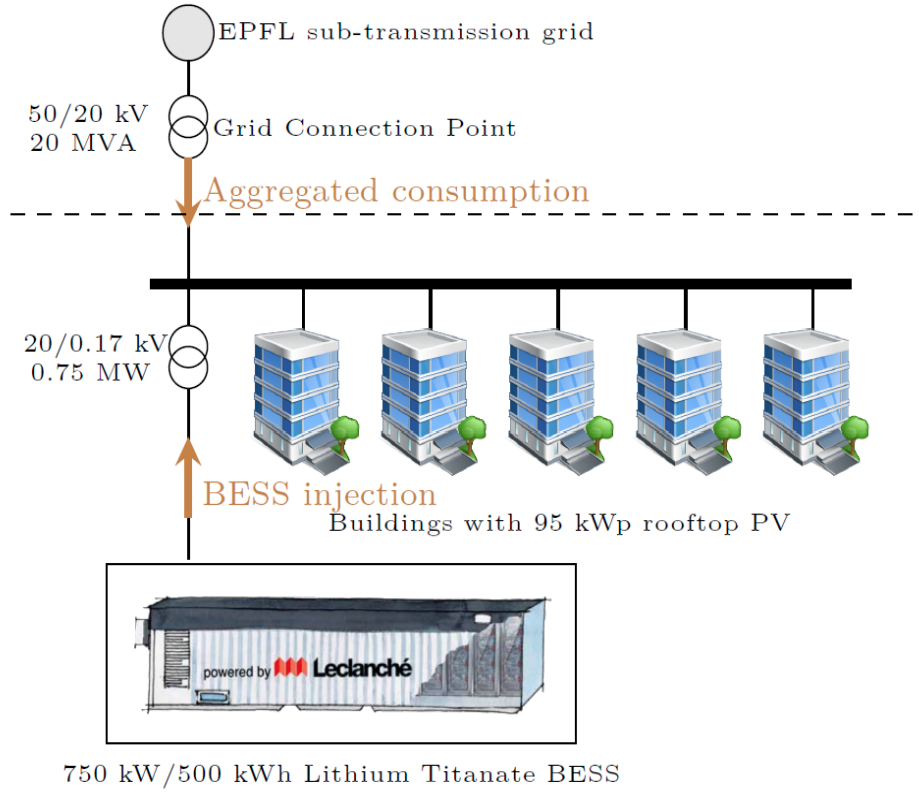 EPFL sub-transmission grid
50/20 kV
20 MVA
Grid Connection Point
Aggregated consumption
20/0.17 kV
0.75 MW
BESS injection
Buildings with 95 kWp rooftop PV
powered by Leclanché
750 kW/500 kWh Lithium Titanate BESS